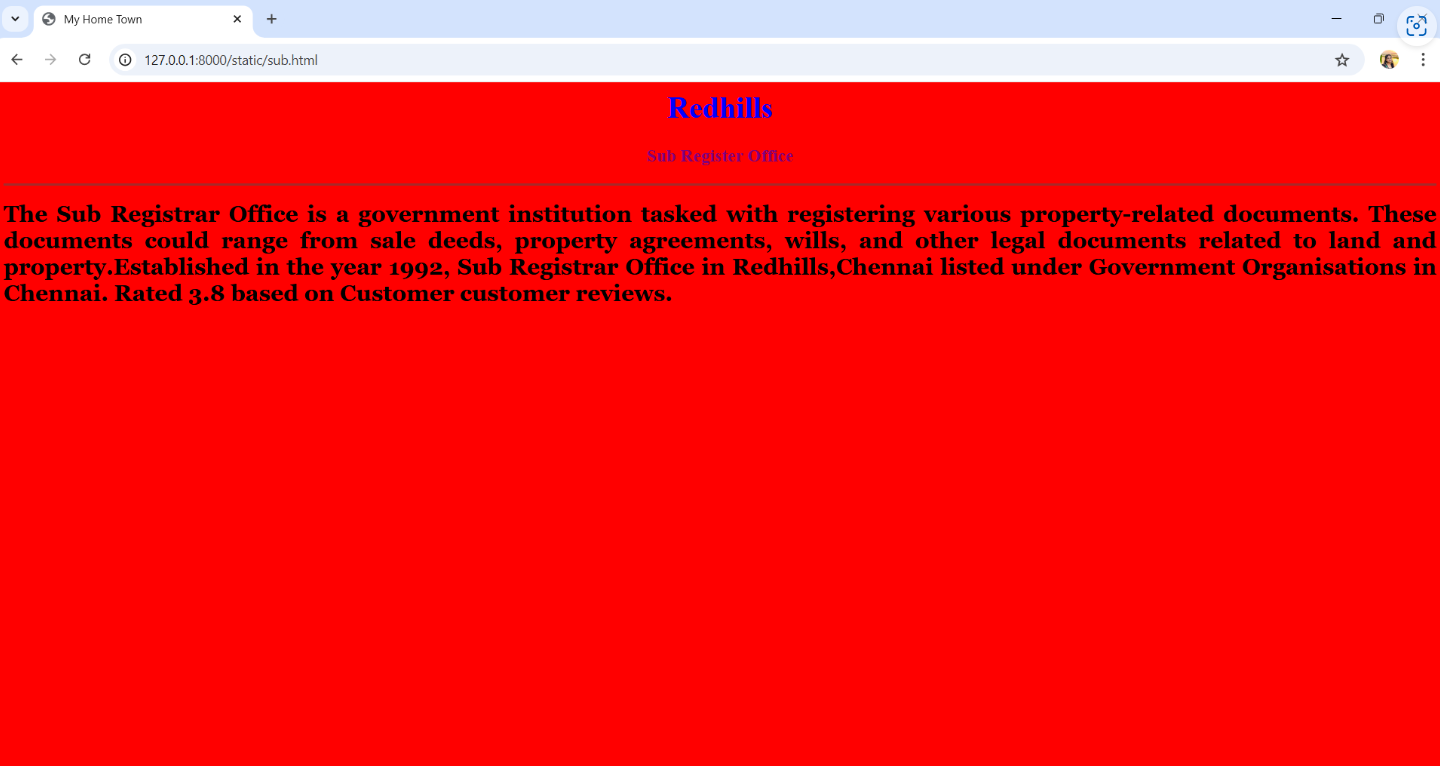 My Home Town
127.0.0.1:8000/static/sub.html
Redhills
Sub Register Office
The Sub Registrar Office is a government institution tasked with registering various property-related documents. These
documents could range from sale deeds, property agreements, wills, and other legal documents related to land and
property.Established in the year 1992, Sub Registrar Office in Redhills,Chennai listed under Government Organisations in
Chennai. Rated 3.8 based on Customer customer reviews.